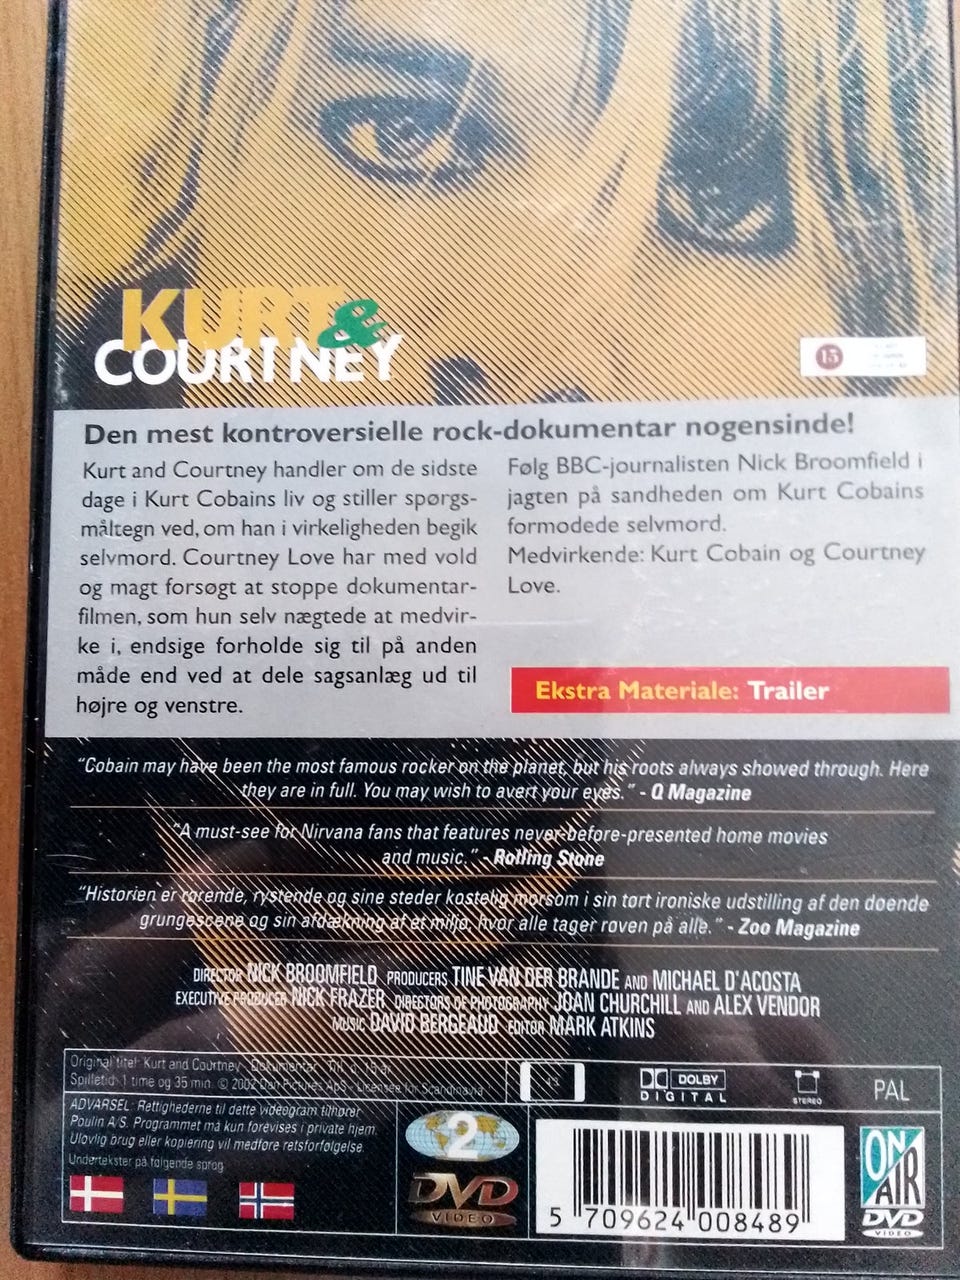 KURT &
COURTNEY
15
Den mest kontroversielle rock-dokumentar nogensinde!
Kurt and Courtney handler om de sidste
dage i Kurt Cobains liv og stiller spørgs-
måltegn ved, om han i virkeligheden begik
selvmord. Courtney Love har med vold
og magt forsøgt at stoppe dokumentar-
filmen, som hun selv nægtede at medvir-
ke i, endsige forholde sig til på anden
måde end ved at dele sagsanlæg ud til
højre og venstre.
Følg BBC-journalisten Nick Broomfield i
jagten på sandheden om Kurt Cobains
formodede selvmord.
Medvirkende: Kurt Cobain og Courtney
Love.
Ekstra Materiale: Trailer
"Cobain may have been the most famous rocker on the planet, but his roots always showed through. Here
they are in full. You may wish to avert your eyes." - Q Magazine
"A must-see for Nirvana fans that features never-before-presented home movies
and music." - Rolling Stone
"Historien er rørende, rystende og sine steder kostelig morsom i sin tørt ironiske udstilling af den døende
grungescene og sin afdækning af et miljø, hvor alle tager røven på alle." - Zoo Magazine
DIRECTOR NICK BROOMFIELD PRODUCERS TINE VAN DER BRANDE AND MICHAEL D'ACOSTA
EXECUTIVE PRODUCER NICK FRAZER DIRECTORS OF PHOTOGRAPHY JOAN CHURCHILL AND ALEX VENDOR
MUSIC DAVID BERGEAUD EDITOR MARK ATKINS
Original titel: Kurt and Courtney - Dokumentar - Till. o. 15 år
Spilletid: 1 time og 35 min. © 2002 Dan Pictures ApS - Licensee for Scandinavia
DOLBY
DIGITAL
STEREO
PAL
ADVARSEL: Rettighederne til dette videogram tilhører
Poulin A/S. Programmet må kun forevises i private hjem.
Ulovlig brug eller kopiering vil medføre retsforfølgelse.
Undertekster på følgende sprog
2
DVD
VIDEO
5 709624 008489
ON
AIR
DVD
VIDEO